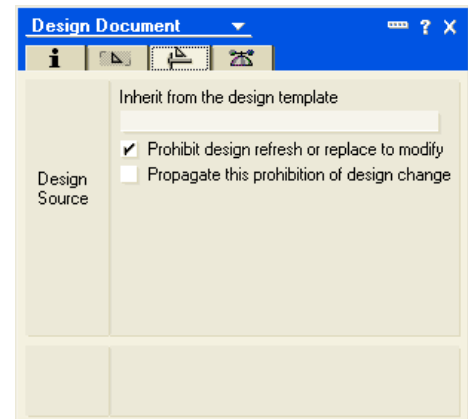 Design Document
? X
i
Inherit from the design template
Prohibit design refresh or replace to modify
Propagate this prohibition of design change
Design
Source